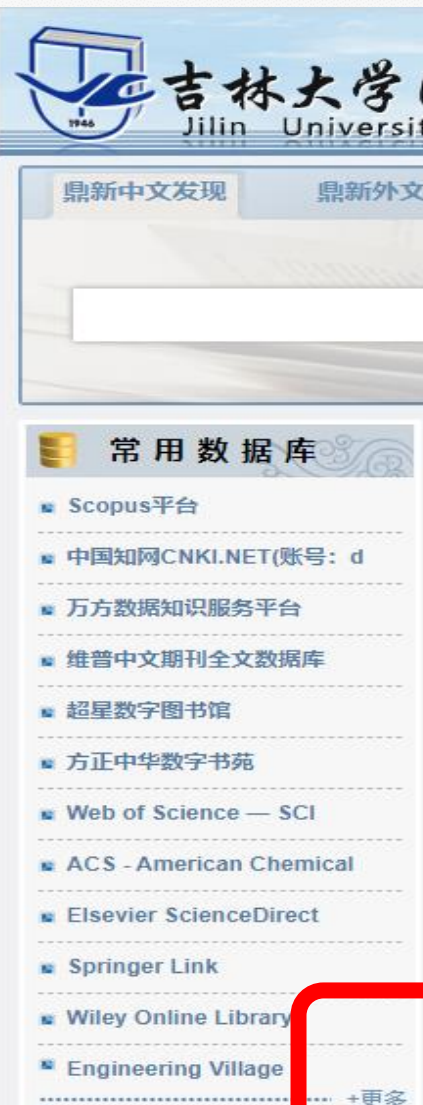 1946
吉林大学
Jilin Universit
鼎新中文发现 鼎新外文
常用数据库
Scopus平台
中国知网CNKI.NET(账号：d
万方数据知识服务平台
维普中文期刊全文数据库
超星数字图书馆
方正中华数字书苑
Web of Science — SCI
ACS - American Chemical
Elsevier ScienceDirect
Springer Link
Wiley Online Library
Engineering Village
+更多